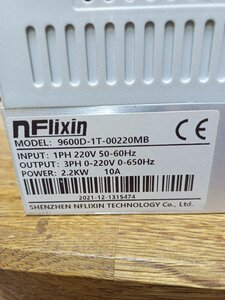 NFlixin
CE
MODEL: 9600D-1T-00220MB
INPUT: 1PH 220V 50-60Hz
OUTPUT: 3PH 0-220V 0-650Hz
POWER: 2.2KW 10A
2021-12-1315474
SHENZHEN NFLIXIN TECHNOLOGY Co., Ltd.